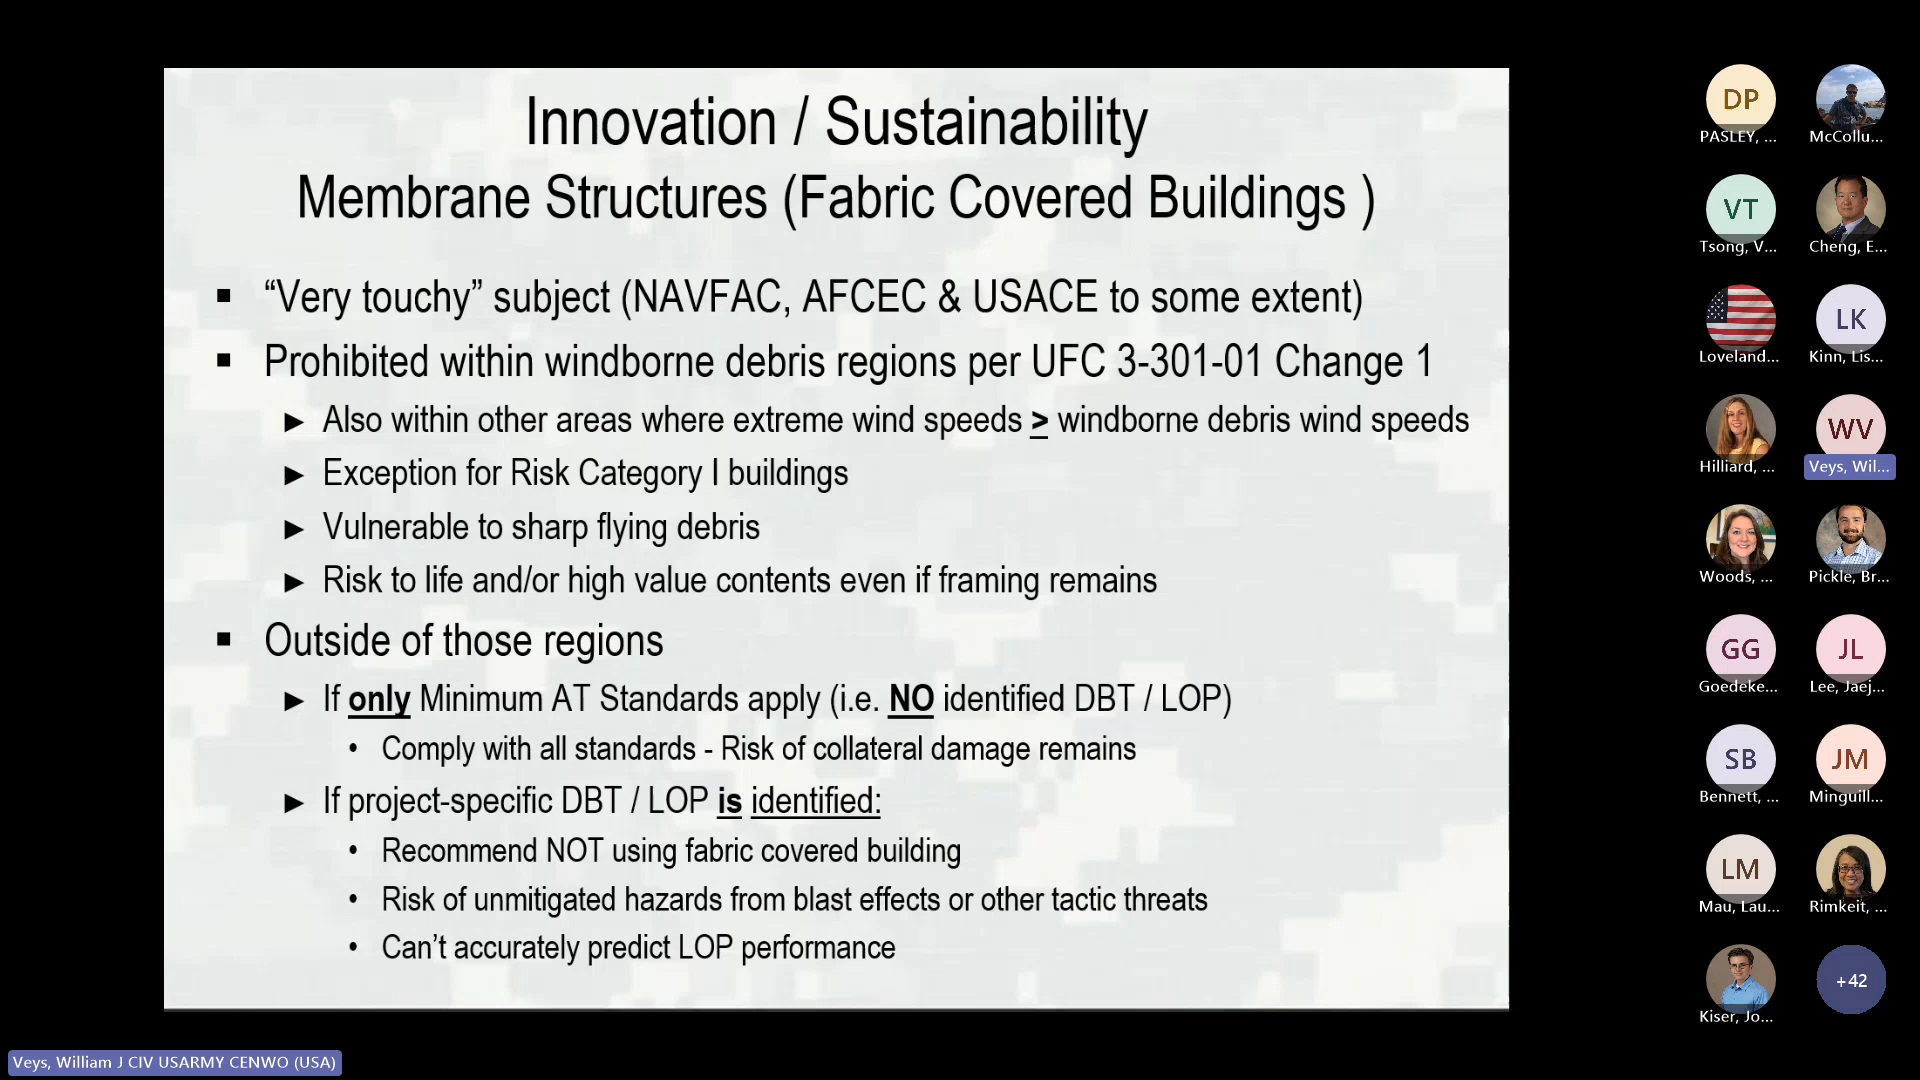 Innovation / Sustainability
Membrane Structures (Fabric Covered Buildings )
▪ “Very touchy” subject (NAVFAC, AFCEC & USACE to some extent)
▪ Prohibited within windborne debris regions per UFC 3-301-01 Change 1
► Also within other areas where extreme wind speeds > windborne debris wind speeds
► Exception for Risk Category I buildings
► Vulnerable to sharp flying debris
► Risk to life and/or high value contents even if framing remains
▪ Outside of those regions
► If only Minimum AT Standards apply (i.e. NO identified DBT / LOP)
• Comply with all standards - Risk of collateral damage remains
► If project-specific DBT / LOP is identified:
• Recommend NOT using fabric covered building
• Risk of unmitigated hazards from blast effects or other tactic threats
• Can’t accurately predict LOP performance
DP
PASLEY, ...
McCollu...
VT
Tsong, V...
Cheng, E...
Loveland...
LK
Kinn, Lis...
Hilliard, ...
WV
Veys, Wil...
Woods, ...
Pickle, Br...
GG
Goedeke...
JL
Lee, Jaej...
SB
Bennett, ...
JM
Minguill...
LM
Mau, Lau...
Rimkeit, ...
Kiser, Jo...
+42
Veys, William J CIV USARMY CENWO (USA)